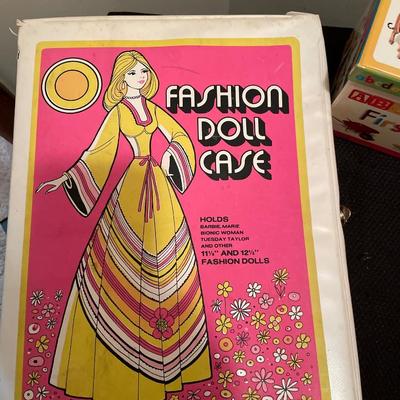 FASHION
DOLL
CASE
HOLDS
BARBIE, MARIE
BIONIC WOMAN
TUESDAY TAYLOR
AND OTHER
11½" AND 12½"
FASHION DOLLS